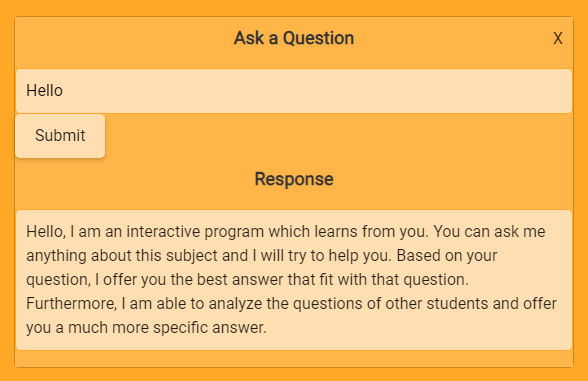 Ask a Question X
Hello
Submit
Response
Hello, I am an interactive program which learns from you. You can ask me
anything about this subject and I will try to help you. Based on your
question, I offer you the best answer that fit with that question.
Furthermore, I am able to analyze the questions of other students and offer
you a much more specific answer.